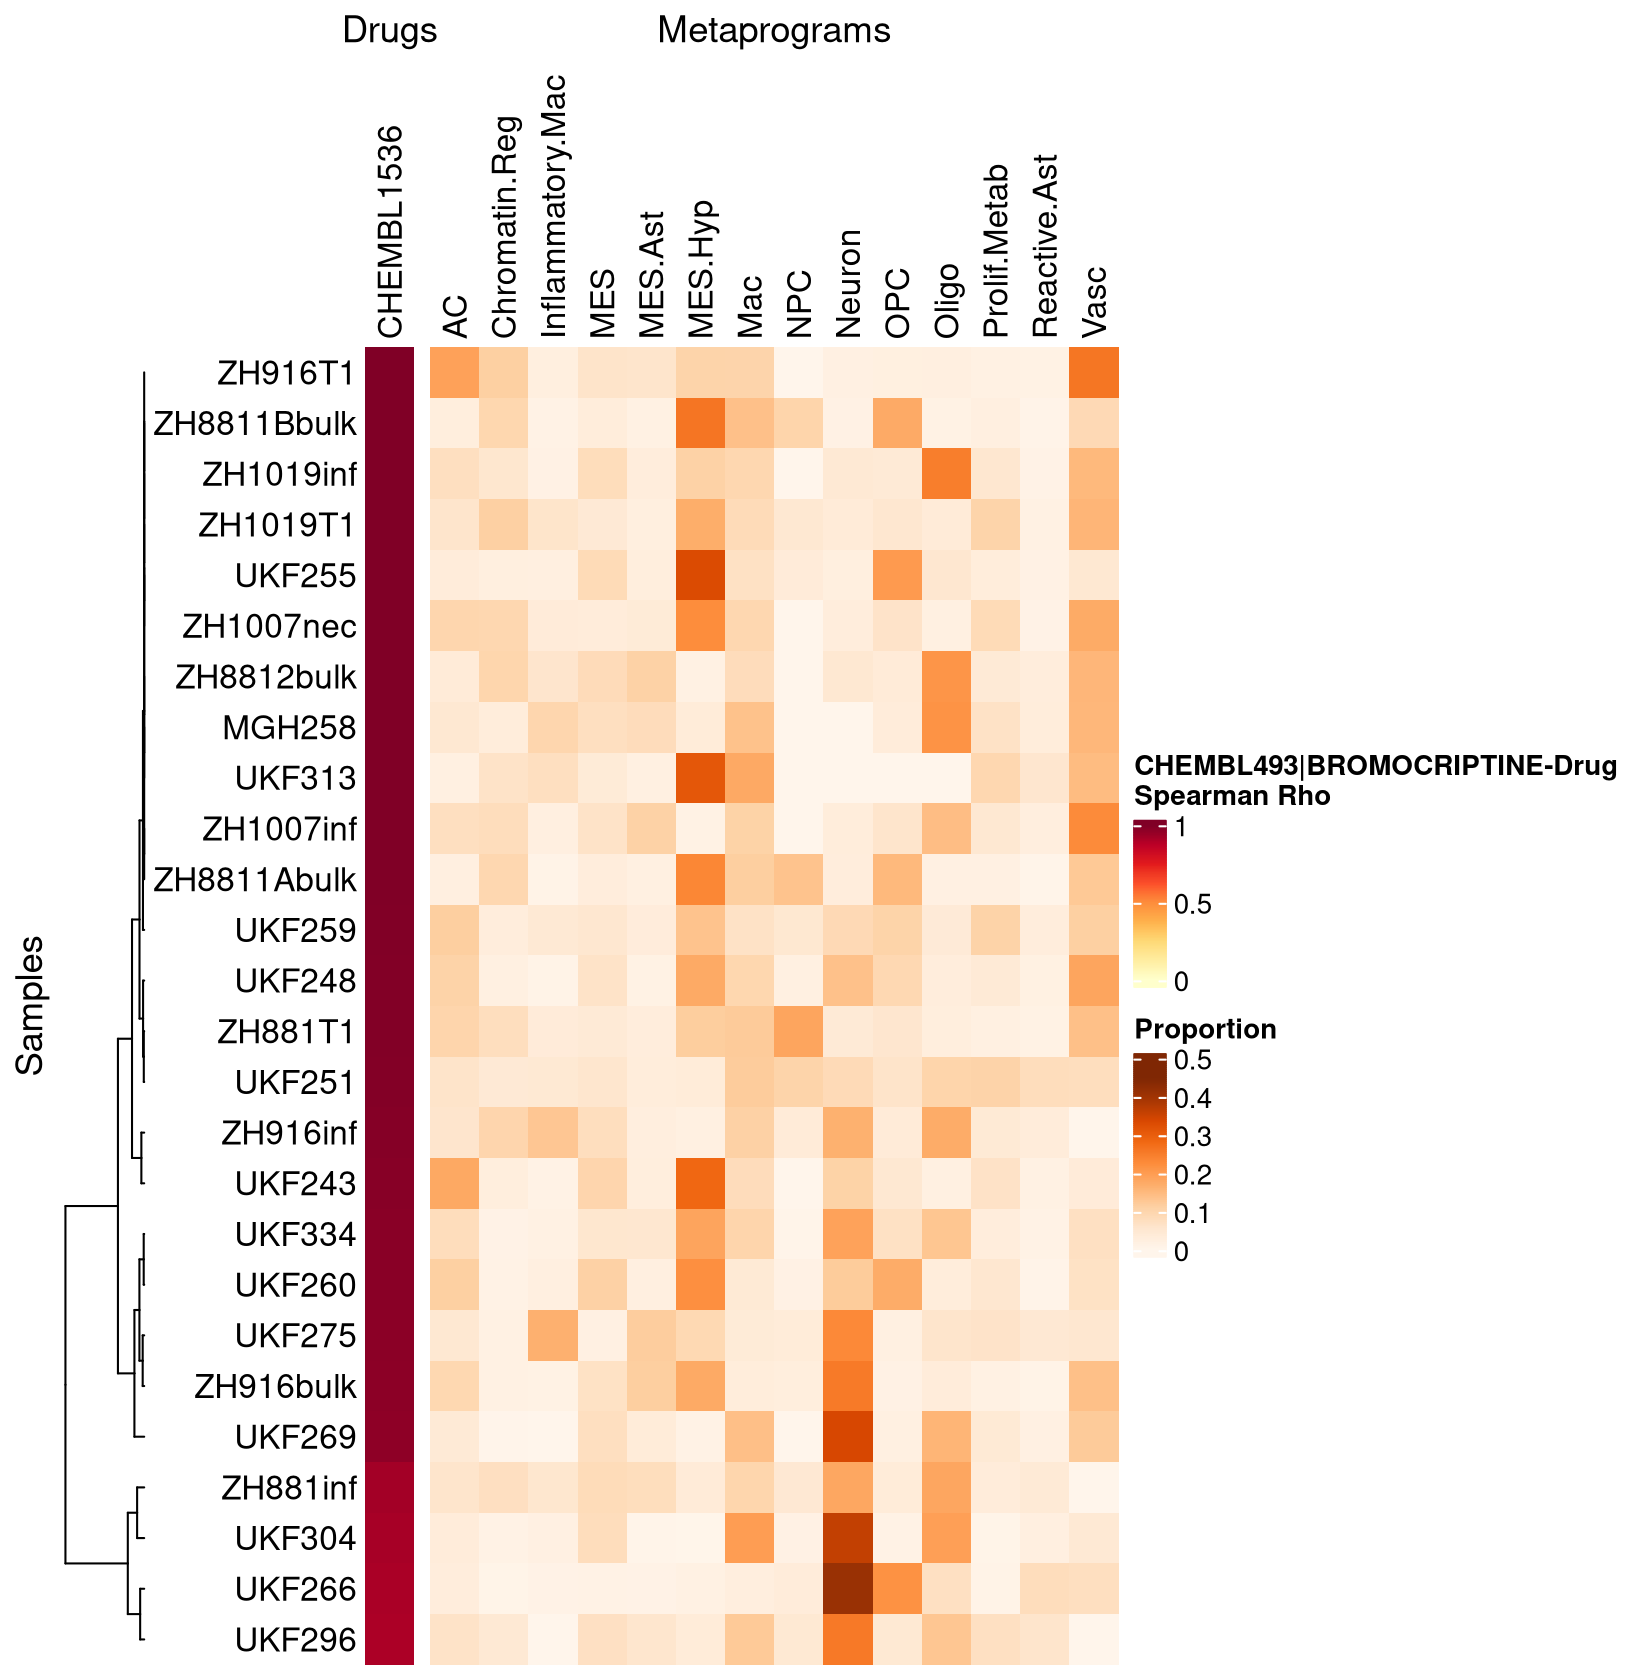 Drugs
Metaprograms
CHEMBL1536
AC
Chromatin.Reg
Inflammatory.Mac
MES
MES.Ast
MES.Hyp
Mac
NPC
Neuron
OPC
Oligo
Prolif.Metab
Reactive.Ast
Vasc
Samples
ZH916T1
ZH8811Bbulk
ZH1019inf
ZH1019T1
UKF255
ZH1007nec
ZH8812bulk
MGH258
UKF313
ZH1007inf
ZH8811Abulk
UKF259
UKF248
ZH881T1
UKF251
ZH916inf
UKF243
UKF334
UKF260
UKF275
ZH916bulk
UKF269
ZH881inf
UKF304
UKF266
UKF296
CHEMBL493|BROMOCRIPTINE-Drug
Spearman Rho
1
0.5
0
Proportion
0.5
0.4
0.3
0.2
0.1
0